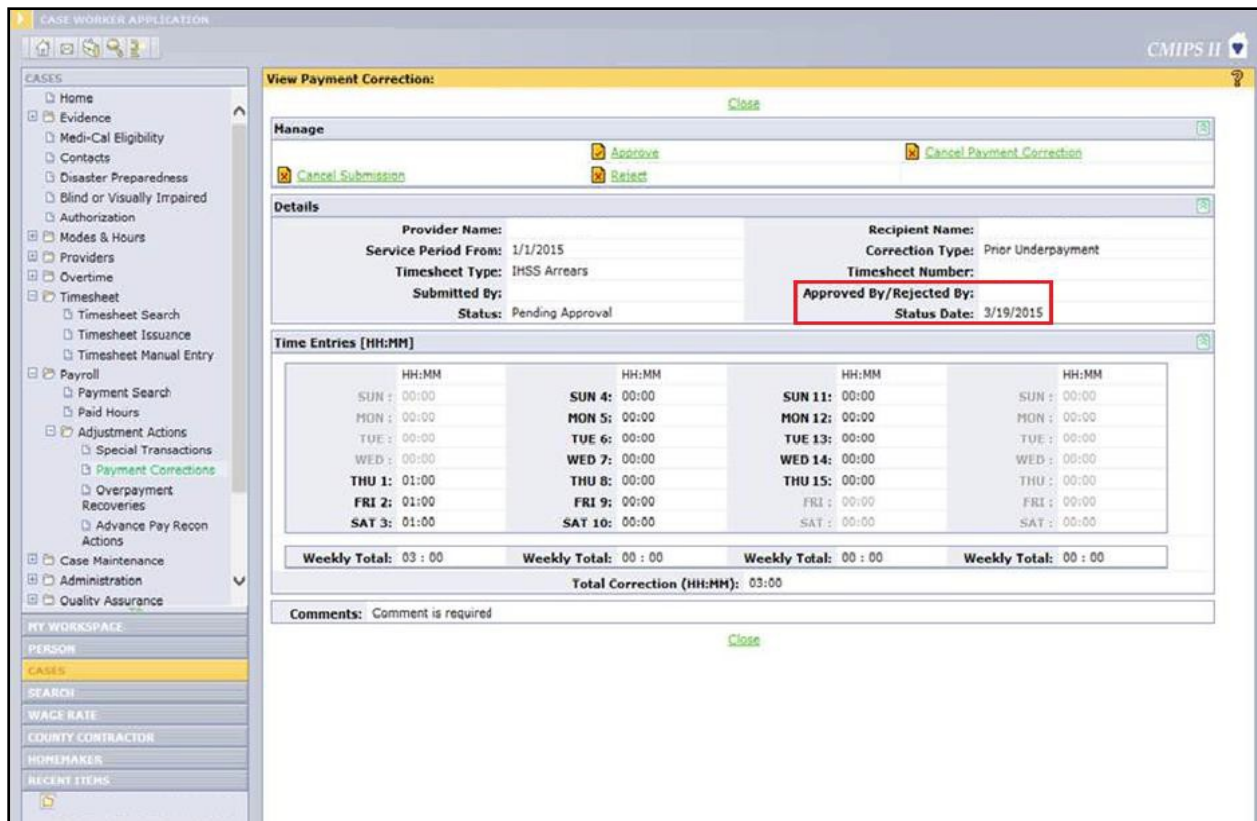 CASE WORKER APPLICATION
CMIPS II
CASES
Home
Evidence
Medi-Cal Eligibility
Contacts
Disaster Preparedness
Blind or Visually Impaired
Authorization
Modes & Hours
Providers
Overtime
Timesheet
Timesheet Search
Timesheet Issuance
Timesheet Manual Entry
Payroll
Payment Search
Paid Hours
Adjustment Actions
Special Transactions
Payment Corrections
Overpayment
Recoveries
Advance Pay Recon
Actions
Case Maintenance
Administration
Quality Assurance
MY WORKSPACE
PERSON
CASES
SEARCH
WAGE RATE
COUNTY CONTRACTOR
HOMEMAKER
RECENT ITEMS
View Payment Correction: ?
Close
Manage
Approve Cancel Payment Correction
Cancel Submission Reject
Details
Provider Name: Recipient Name:
Service Period From: 1/1/2015 Correction Type: Prior Underpayment
Timesheet Type: IHSS Arrears Timesheet Number:
Submitted By: Approved By/Rejected By:
Status: Pending Approval Status Date: 3/19/2015
Time Entries [HH:MM]
HH:MM HH:MM HH:MM HH:MM
SUN : 00:00 SUN 4: 00:00 SUN 11: 00:00 SUN : 00:00
MON : 00:00 MON 5: 00:00 MON 12: 00:00 MON : 00:00
TUE : 00:00 TUE 6: 00:00 TUE 13: 00:00 TUE : 00:00
WED : 00:00 WED 7: 00:00 WED 14: 00:00 WED : 00:00
THU 1: 01:00 THU 8: 00:00 THU 15: 00:00 THU : 00:00
FRI 2: 01:00 FRI 9: 00:00 FRI : 00:00 FRI : 00:00
SAT 3: 01:00 SAT 10: 00:00 SAT : 00:00 SAT : 00:00
Weekly Total: 03 : 00 Weekly Total: 00 : 00 Weekly Total: 00 : 00 Weekly Total: 00 : 00
Total Correction (HH:MM): 03:00
Comments: Comment is required
Close